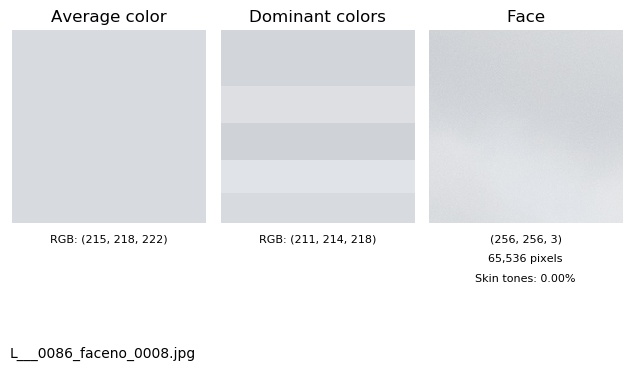 Average color
Dominant colors
Face
RGB: (215, 218, 222)
RGB: (211, 214, 218)
(256, 256, 3)
65,536 pixels
Skin tones: 0.00%
L___0086_faceno_0008.jpg